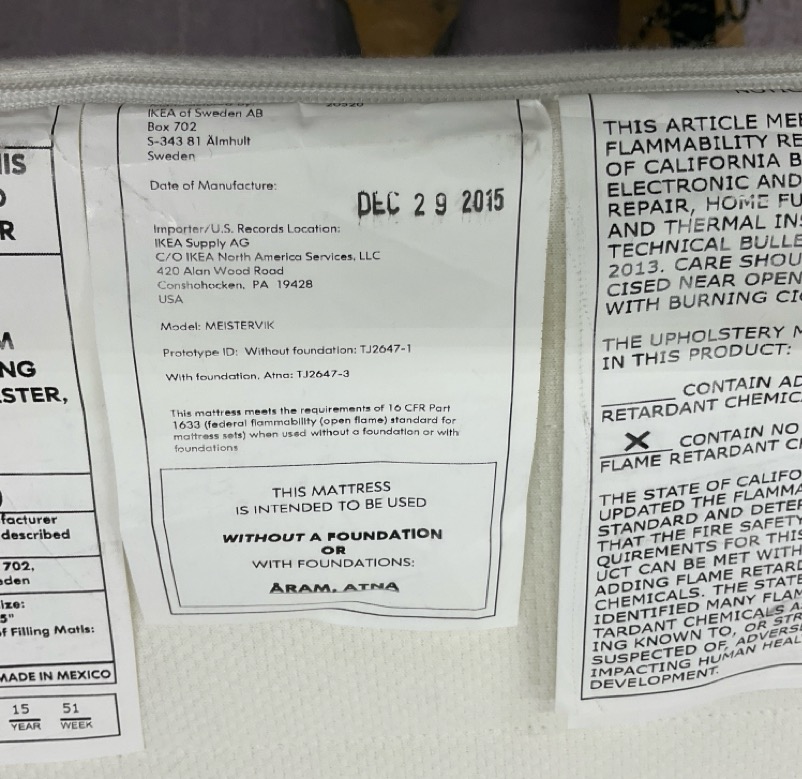 IS
R
M
NG
STER,
facturer
described
702,
eden
ize:
5"
f Filling Matls:
MADE IN MEXICO
15 51
YEAR WEEK
IKEA of Sweden AB
Box 702
S-343 81 Älmhult
Sweden
Date of Manufacture:
DEC 29 2015
Importer/U.S. Records Location:
IKEA Supply AG
C/O IKEA North America Services, LLC
420 Alan Wood Road
Conshohocken, PA 19428
USA
Model: MEISTERVIK
Prototype ID: Without foundation: TJ2647-1
With foundation, Atna: TJ2647-3
This mattress meets the requirements of 16 CFR Part
1633 (federal flammability (open flame) standard for
mattress sets) when used without a foundation or with
foundations
THIS MATTRESS
IS INTENDED TO BE USED
WITHOUT A FOUNDATION
OR
WITH FOUNDATIONS:
ARAM, ATNA
THIS ARTICLE MEE
FLAMMABILITY RE
OF CALIFORNIA B
ELECTRONIC AND
REPAIR, HOME FU
AND THERMAL INS
TECHNICAL BULLE
2013. CARE SHOU
CISED NEAR OPEN
WITH BURNING CIG
THE UPHOLSTERY M
IN THIS PRODUCT:
CONTAIN AD
RETARDANT CHEMIC
X CONTAIN NO
FLAME RETARDANT C
THE STATE OF CALIFO
UPDATED THE FLAMMA
STANDARD AND DETER
THAT THE FIRE SAFETY
QUIREMENTS FOR THIS
UCT CAN BE MET WITH
ADDING FLAME RETARD
CHEMICALS. THE STATE
IDENTIFIED MANY FLAM
TARDANT CHEMICALS A
ING KNOWN TO, OR STR
SUSPECTED OF, ADVERSE
IMPACTING HUMAN HEAL
DEVELOPMENT.